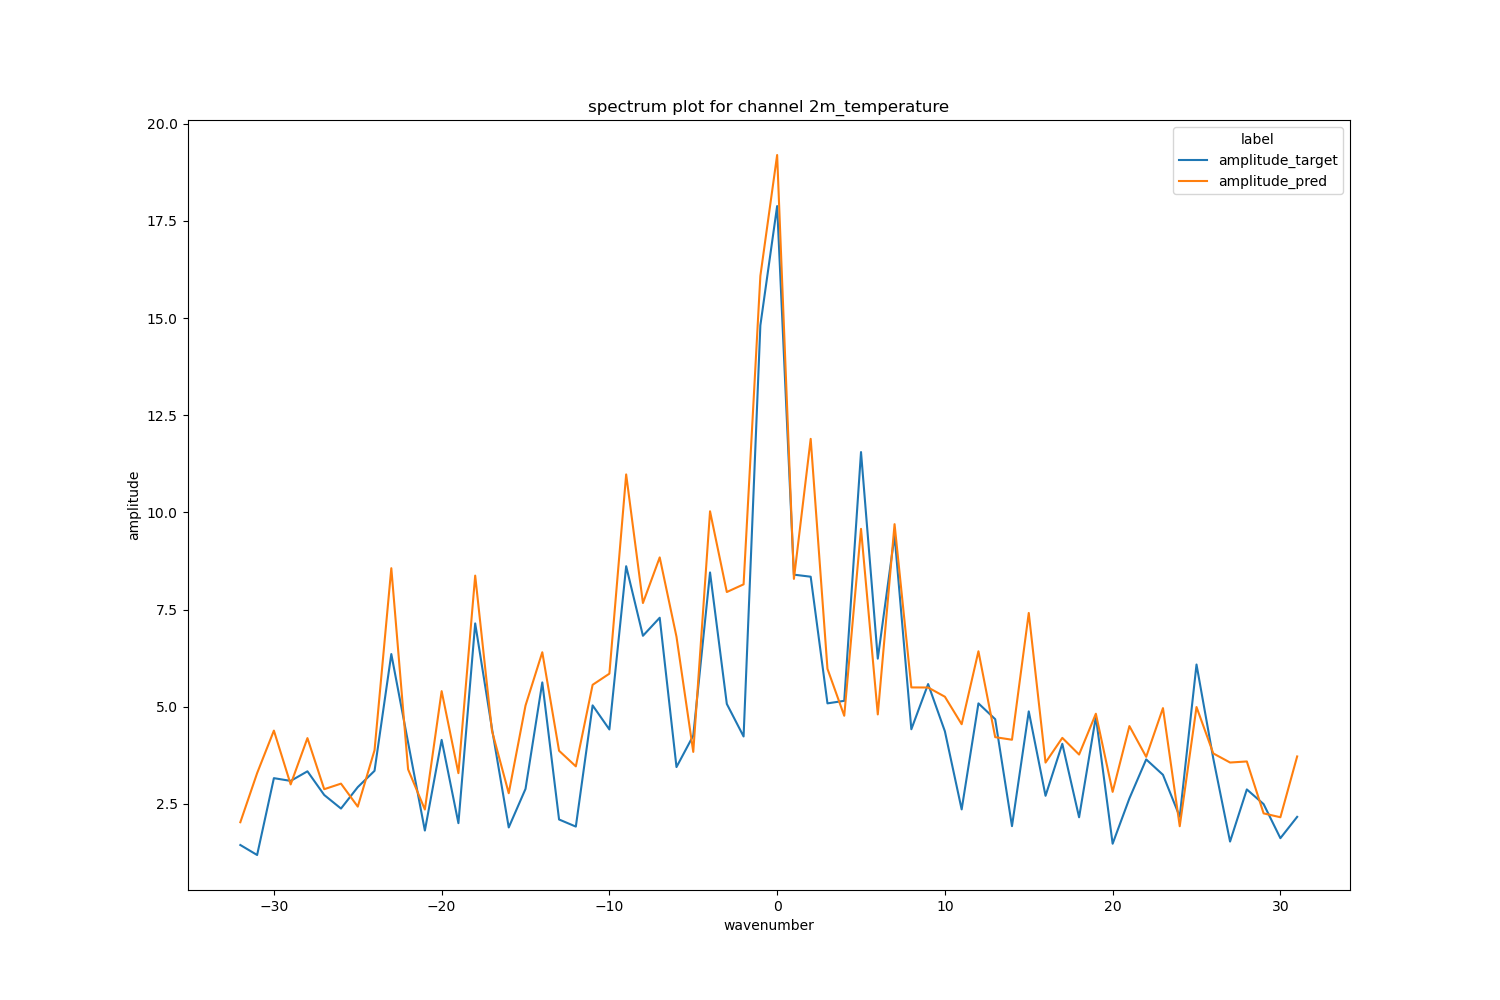 spectrum plot for channel 2m_temperature
label
amplitude_target
amplitude_pred
20.0
17.5
15.0
12.5
10.0
7.5
5.0
2.5
amplitude
−30
−20
−10
0
10
20
30
wavenumber